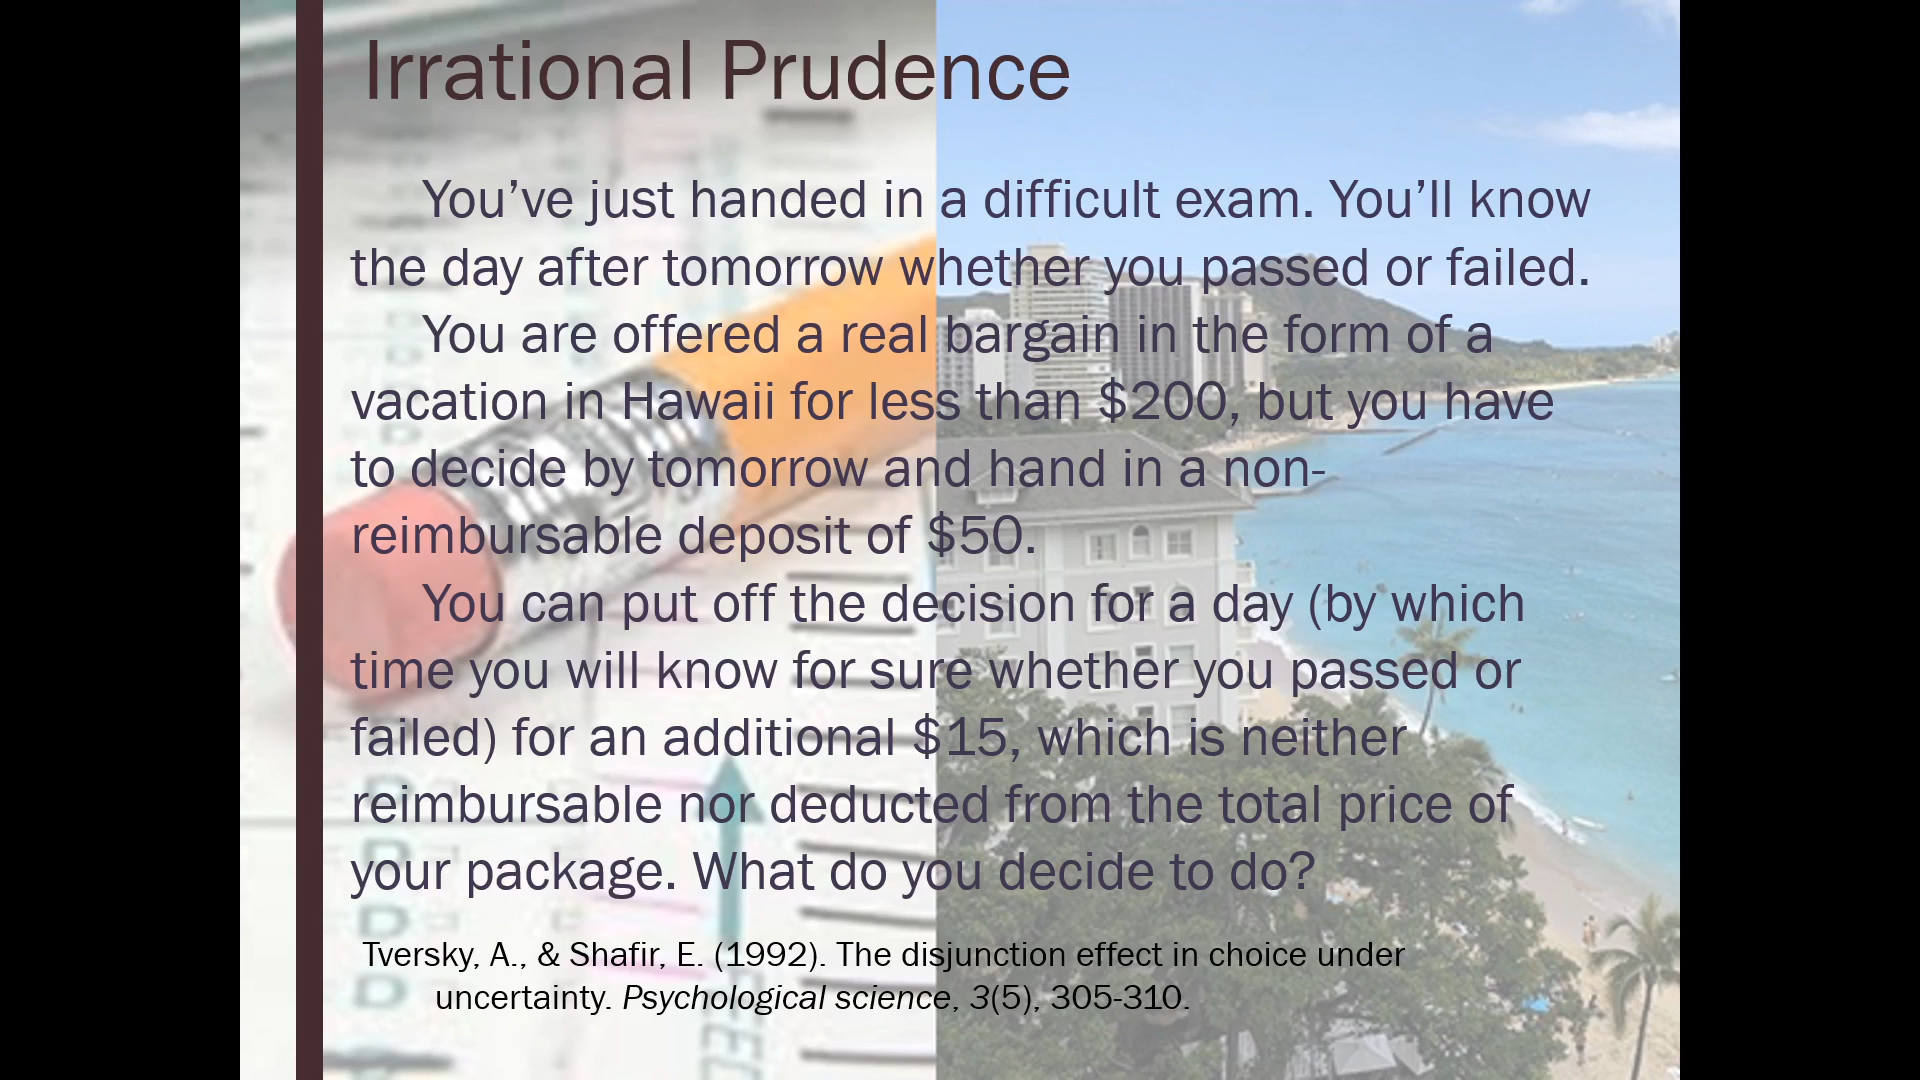 Irrational Prudence
You’ve just handed in a difficult exam. You’ll know
the day after tomorrow whether you passed or failed.
You are offered a real bargain in the form of a
vacation in Hawaii for less than $200, but you have
to decide by tomorrow and hand in a non-
reimbursable deposit of $50.
You can put off the decision for a day (by which
time you will know for sure whether you passed or
failed) for an additional $15, which is neither
reimbursable nor deducted from the total price of
your package. What do you decide to do?
Tversky, A., & Shafir, E. (1992). The disjunction effect in choice under
uncertainty. Psychological science, 3(5), 305-310.